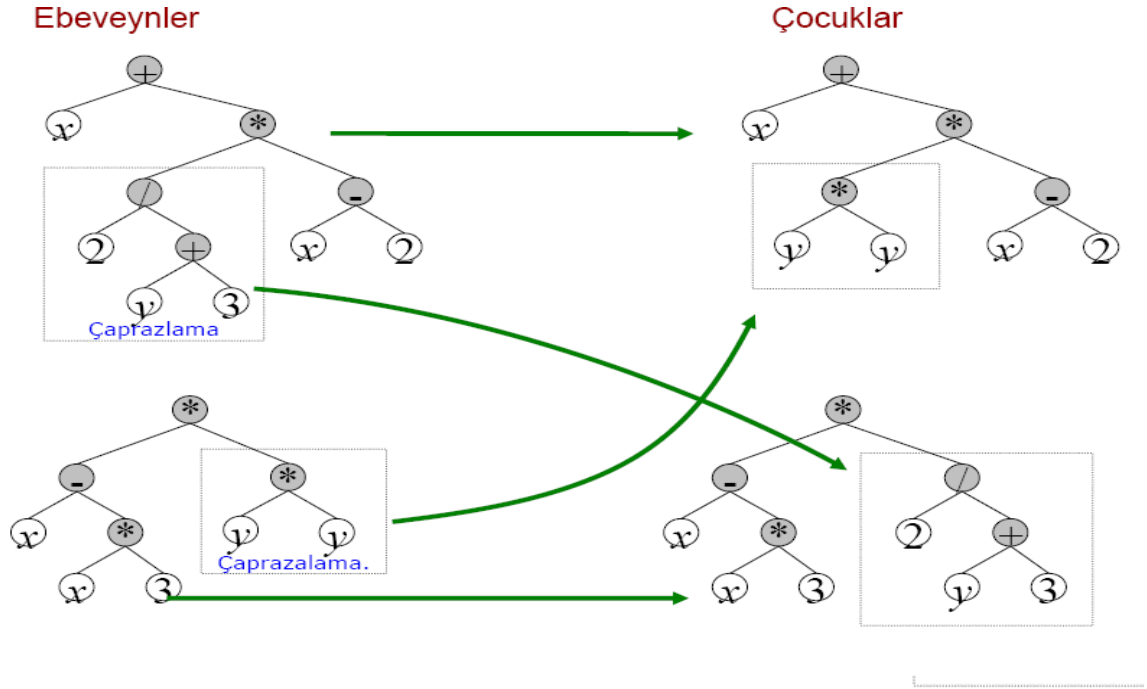 Ebeveynler Çocuklar
+ +
x * x *
/ - * -
2 + x 2 y y x 2
y 3
Çaprazlama
* *
- * - /
x * y y x * 2 +
Çaprazalama.
x 3 x 3 y 3